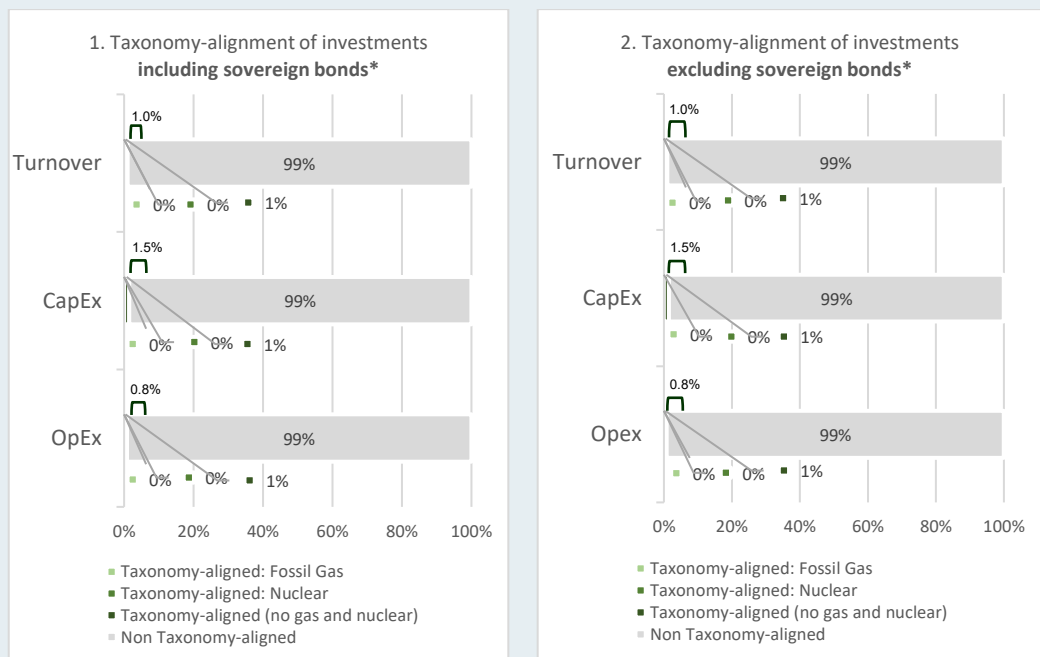 1. Taxonomy-alignment of investments
including sovereign bonds*
1.0%
Turnover
99%
0%
0%
1%
1.5%
CapEx
99%
0%
0%
1%
0.8%
OpEx
99%
0%
0%
1%
0%
20%
40%
60%
80%
100%
Taxonomy-aligned: Fossil Gas
Taxonomy-aligned: Nuclear
Taxonomy-aligned (no gas and nuclear)
Non Taxonomy-aligned
2. Taxonomy-alignment of investments
excluding sovereign bonds*
1.0%
Turnover
99%
0%
0%
1%
1.5%
CapEx
99%
0%
0%
1%
0.8%
Opex
99%
0%
0%
1%
0%
20%
40%
60%
80%
100%
Taxonomy-aligned: Fossil Gas
Taxonomy-aligned: Nuclear
Taxonomy-aligned (no gas and nuclear)
Non Taxonomy-aligned